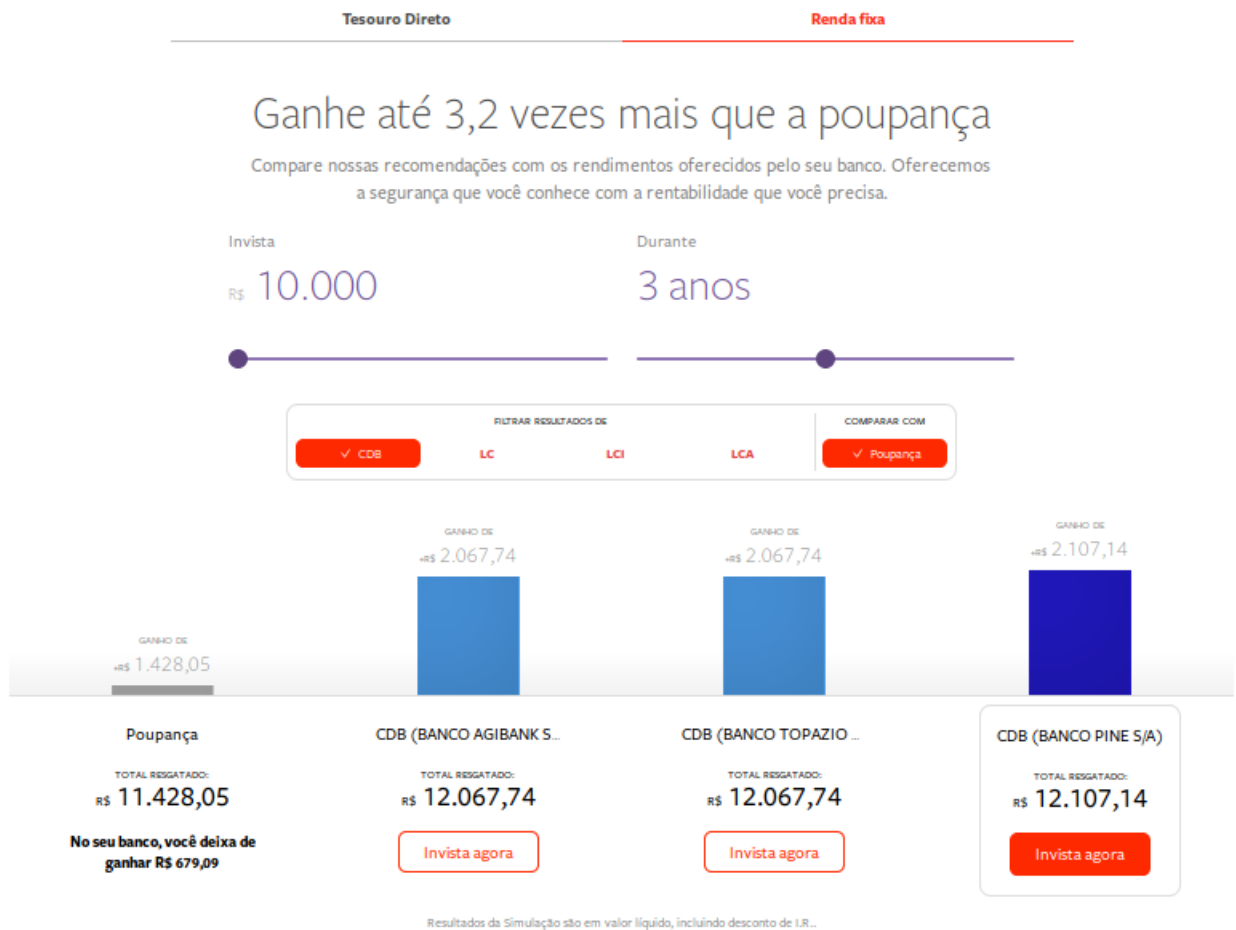 Tesouro Direto
Renda fixa
Ganhe até 3,2 vezes mais que a poupança
Compare nossas recomendações com os rendimentos oferecidos pelo seu banco. Oferecemos
a segurança que você conhece com a rentabilidade que você precisa.
Invista
R$ 10.000
Durante
3 anos
FILTRAR RESULTADOS DE
COMPARAR COM
✓ CDB
LC
LCI
LCA
✓ Poupança
GANHO DE
+R$ 1.428,05
GANHO DE
+R$ 2.067,74
GANHO DE
+R$ 2.067,74
GANHO DE
+R$ 2.107,14
Poupança
TOTAL RESGATADO:
R$ 11.428,05
No seu banco, você deixa de
ganhar R$ 679,09
CDB (BANCO AGIBANK S...
TOTAL RESGATADO:
R$ 12.067,74
Invista agora
CDB (BANCO TOPAZIO ...
TOTAL RESGATADO:
R$ 12.067,74
Invista agora
CDB (BANCO PINE S/A)
TOTAL RESGATADO:
R$ 12.107,14
Invista agora
Resultados da Simulação são em valor líquido, incluindo desconto de I.R..